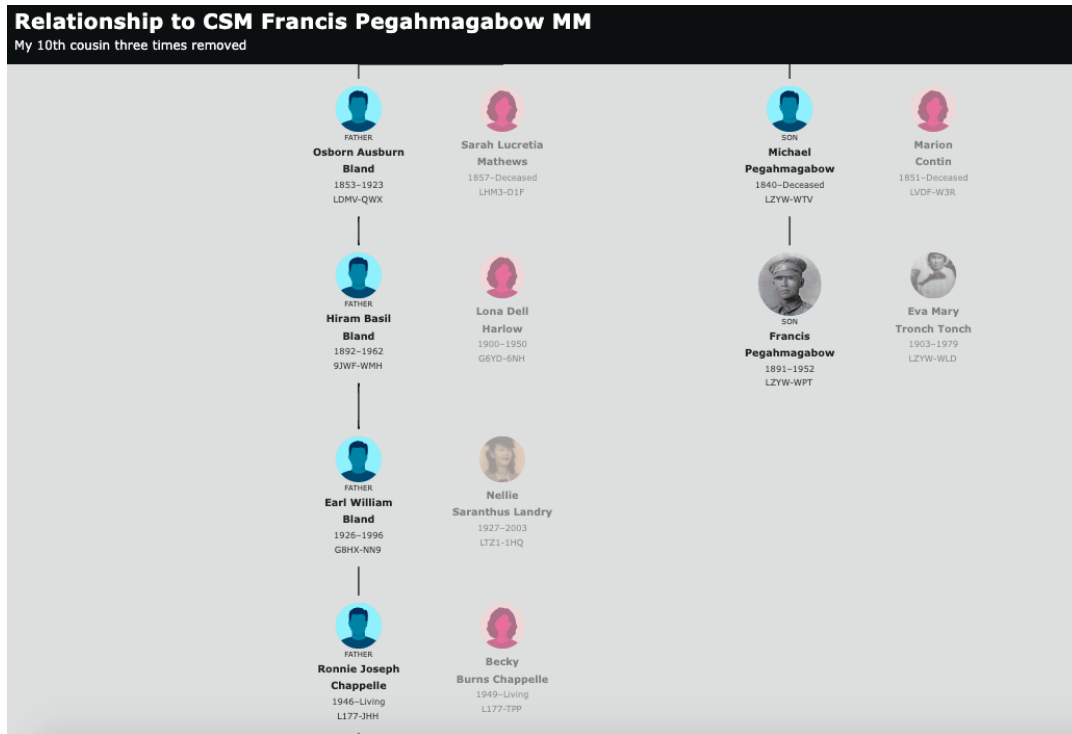 Relationship to CSM Francis Pegahmagabow MM
My 10th cousin three times removed
FATHER
Osborn Ausburn
Bland
1853–1923
LDMV-QWX
Sarah Lucretia
Mathews
1857–Deceased
LHM3-D1F
SON
Michael
Pegahmagabow
1840–Deceased
LZYW-WTV
Marion
Contin
1851–Deceased
LVDF-W3R
FATHER
Hiram Basil
Bland
1892–1962
9JWF-WMH
Lona Dell
Harlow
1900–1950
G6YD-6NH
SON
Francis
Pegahmagabow
1891–1952
LZYW-WPT
Eva Mary
Tronch Tonch
1903–1979
LZYW-WLD
FATHER
Earl William
Bland
1926–1996
G8HX-NN9
Nellie
Saranthus Landry
1927–2003
LTZ1-1HQ
FATHER
Ronnie Joseph
Chappelle
1946–Living
L177-JHH
Becky
Burns Chappelle
1949–Living
L177-TPP